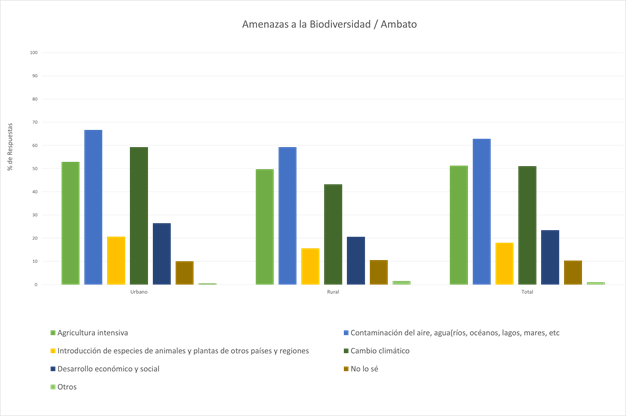 Amenazas a la Biodiversidad / Ambato
% de Respuestas
100
90
80
70
60
50
40
30
20
10
0
Urbano Rural Total
Agricultura intensiva Contaminación del aire, agua(ríos, océanos, lagos, mares, etc
Introducción de especies de animales y plantas de otros países y regiones Cambio climático
Desarrollo económico y social No lo sé
Otros